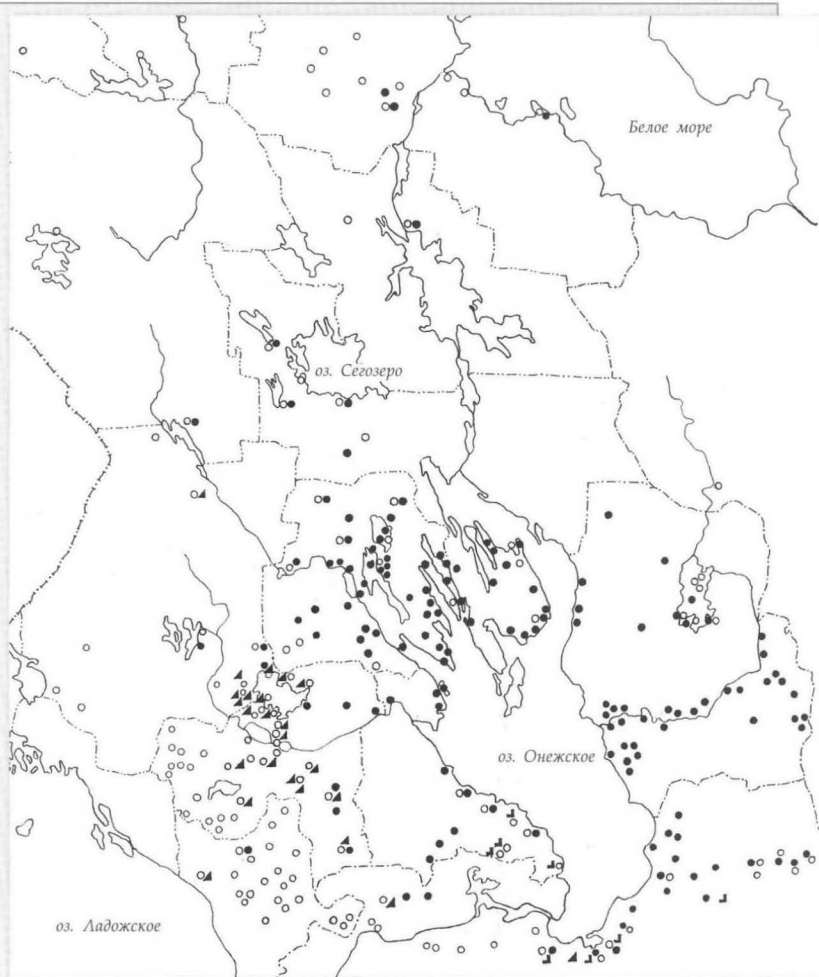 Белое море
оз. Сегозеро
оз. Онежское
оз. Ладожское